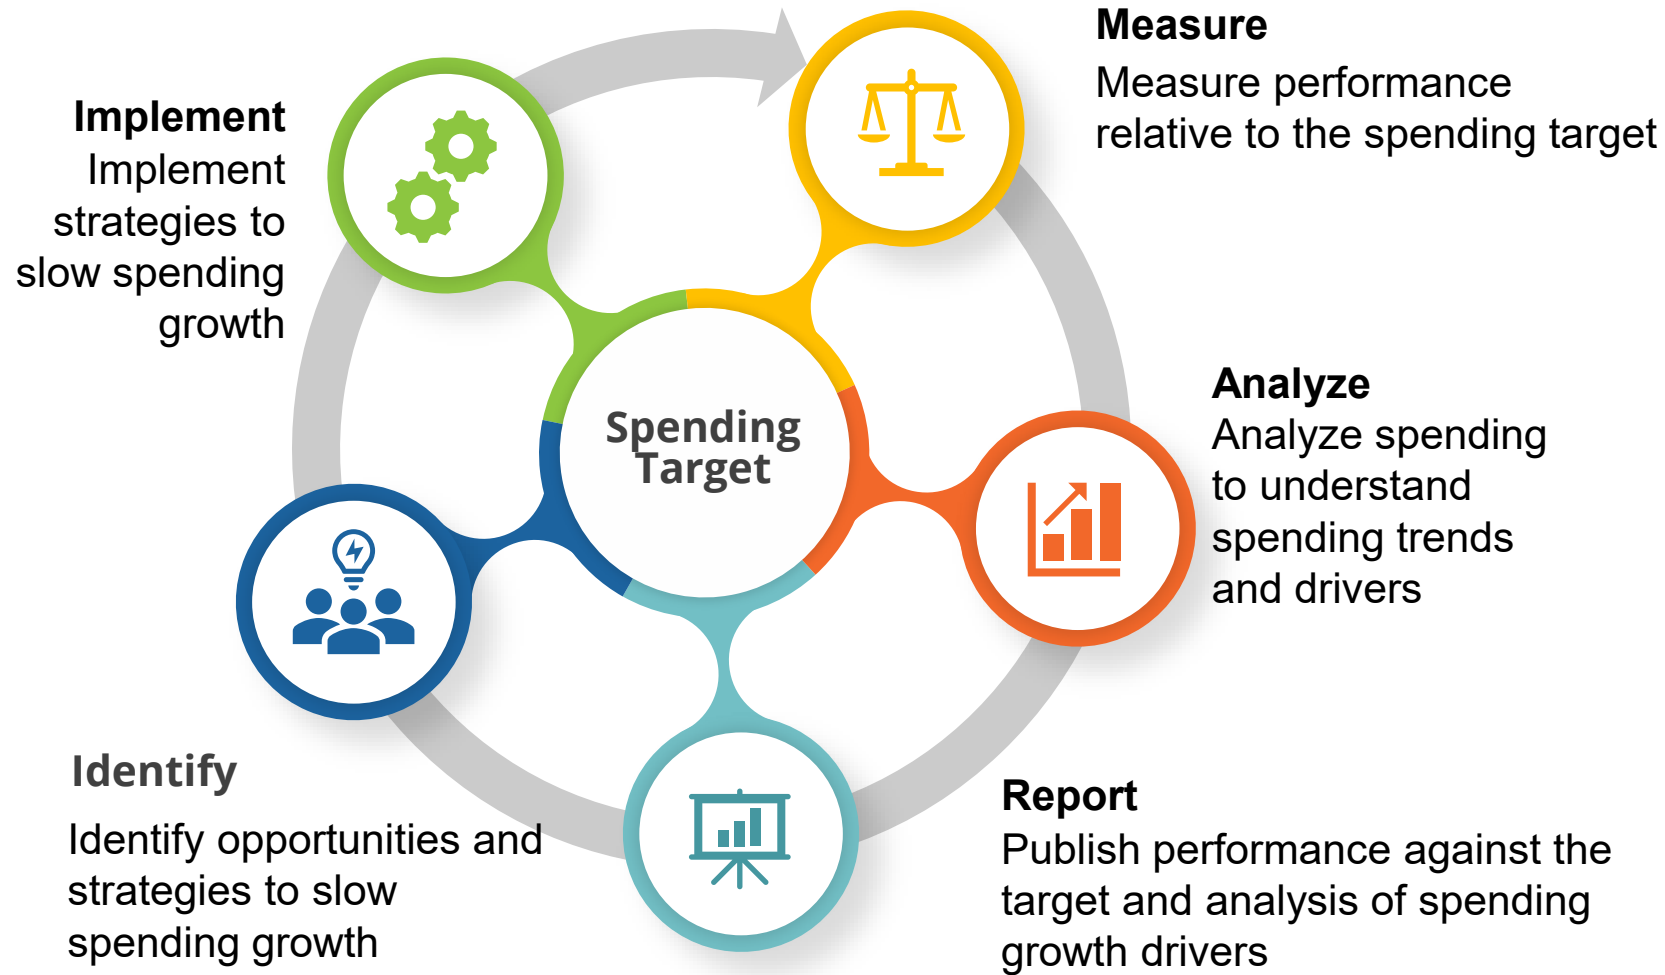 Measure
Measure performance
relative to the spending target
Analyze
Analyze spending
to understand
spending trends
and drivers
Report
Publish performance against the
target and analysis of spending
growth drivers
Identify
Identify opportunities and
strategies to slow
spending growth
Implement
Implement
strategies to
slow spending
growth
Spending
Target